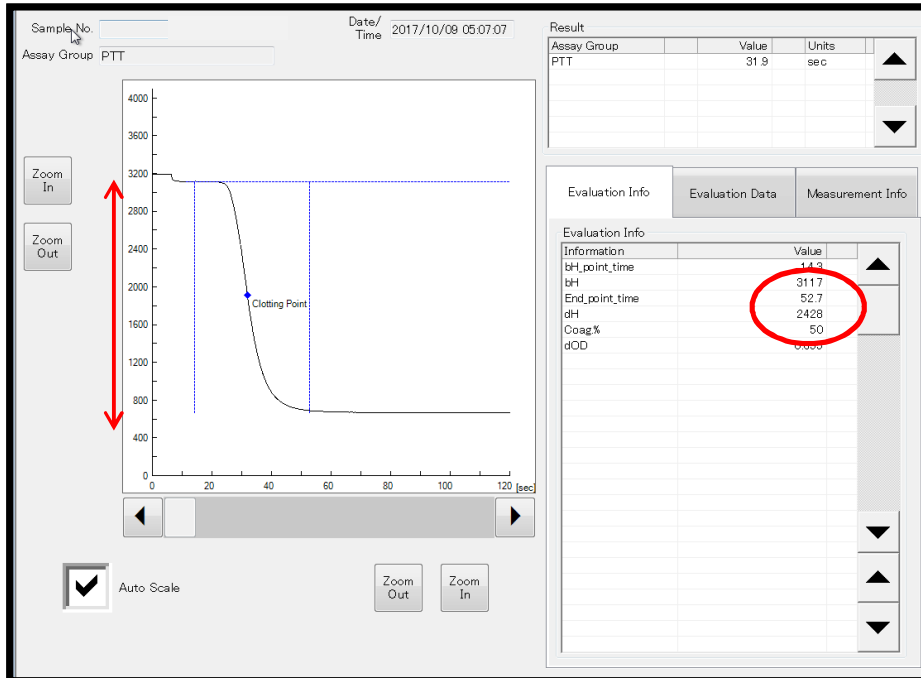 Sample No.
Date/ Time 2017/10/09 05:07:07
Assay Group PTT
Result
Assay Group Value Units
PTT 31.9 sec
4000
3600
3200
2800
2400
2000
1600
1200
800
400
0
0 20 40 60 80 100 120 [sec]
Clotting Point
Zoom In
Zoom Out
Auto Scale
Zoom Out
Zoom In
Evaluation Info Evaluation Data Measurement Info
Evaluation Info
Information Value
bH_point_time 14.3
bH 3117
End_point_time 52.7
dH 2428
Coag.% 50
dOD